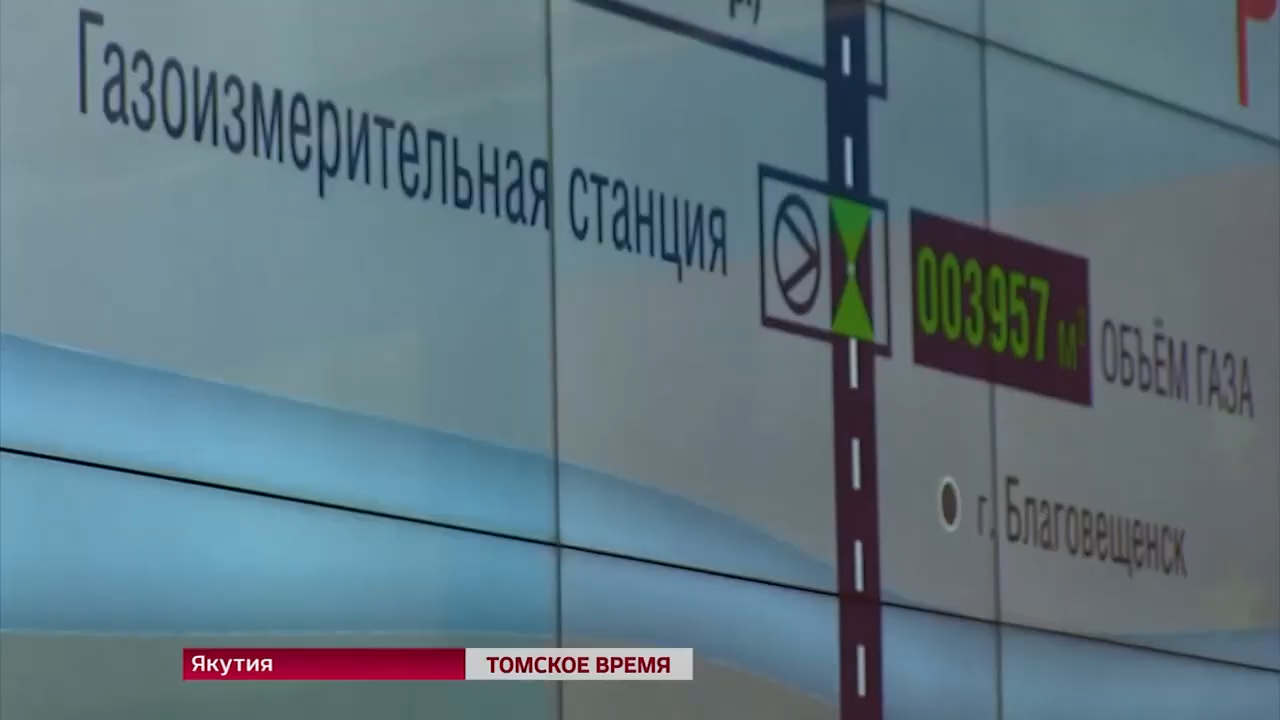 Газоизмерительная станция
003957 м³
ОБЪЁМ ГАЗА
г. Благовещенск
Якутия
ТОМСКОЕ ВРЕМЯ